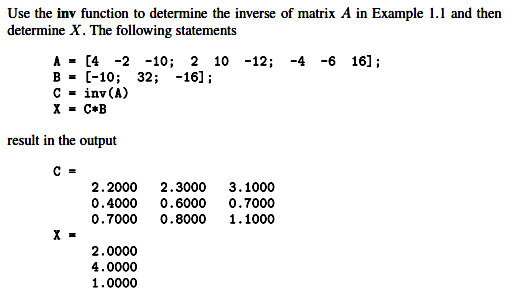 Use the inv function to determine the inverse of matrix A in Example 1.1 and then
determine X. The following statements
A = [4 -2 -10; 2 10 -12; -4 -6 16];
B = [-10; 32; -16];
C = inv(A)
X = C*B
result in the output
C =
2.2000 2.3000 3.1000
0.4000 0.6000 0.7000
0.7000 0.8000 1.1000
X =
2.0000
4.0000
1.0000